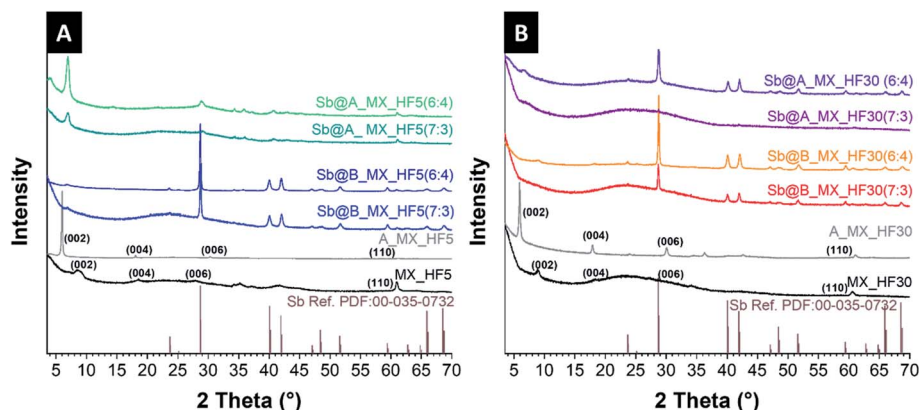 A
Sb@A_MX_HF5(6:4)
Sb@A_ MX_HF5(7:3)
Sb@B_MX_HF5(6:4)
Sb@B_MX_HF5(7:3)
A_MX_HF5
(002)
(004)
(006)
(110)
MX_HF5
(002)
(004)
(006)
(110)
Sb Ref. PDF:00-035-0732
Intensity
5 10 15 20 25 30 35 40 45 50 55 60 65 70
2 Theta (°)
B
Sb@A_MX_HF30 (6:4)
Sb@A_MX_HF30(7:3)
Sb@B_MX_HF30(6:4)
Sb@B_MX_HF30(7:3)
A_MX_HF30
(002)
(004)
(006)
(110)
MX_HF30
(002)
(004)
(006)
(110)
Sb Ref. PDF:00-035-0732
Intensity
5 10 15 20 25 30 35 40 45 50 55 60 65 70
2 Theta (°)